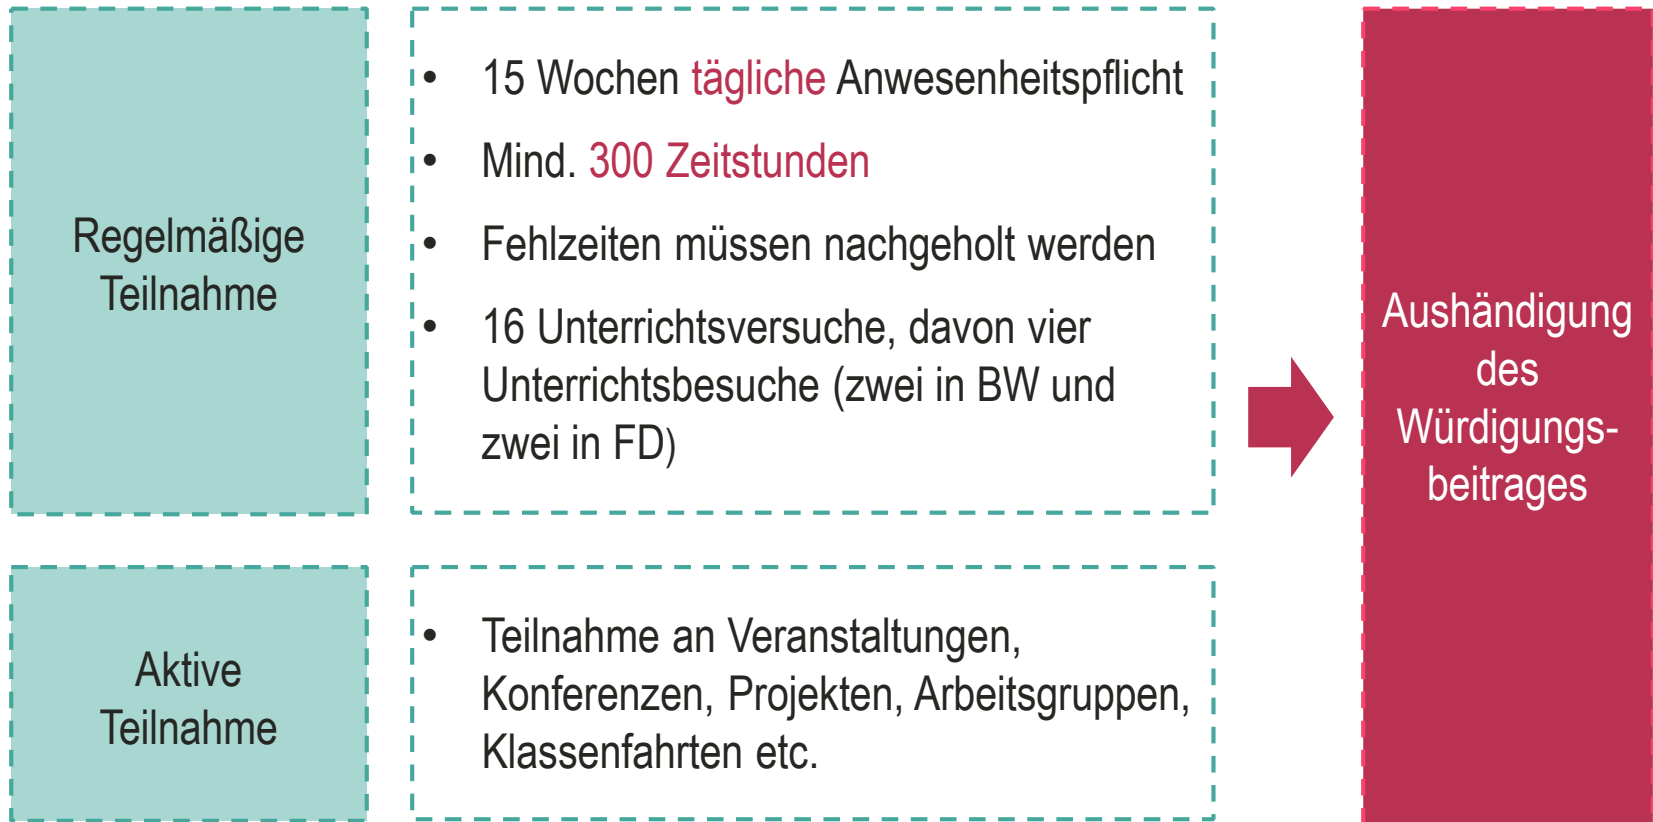 Regelmäßige
Teilnahme
• 15 Wochen tägliche Anwesenheitspflicht
• Mind. 300 Zeitstunden
• Fehlzeiten müssen nachgeholt werden
• 16 Unterrichtsversuche, davon vier
Unterrichtsbesuche (zwei in BW und
zwei in FD)
Aktive
Teilnahme
• Teilnahme an Veranstaltungen,
Konferenzen, Projekten, Arbeitsgruppen,
Klassenfahrten etc.
Aushändigung
des
Würdigungs-
beitrages